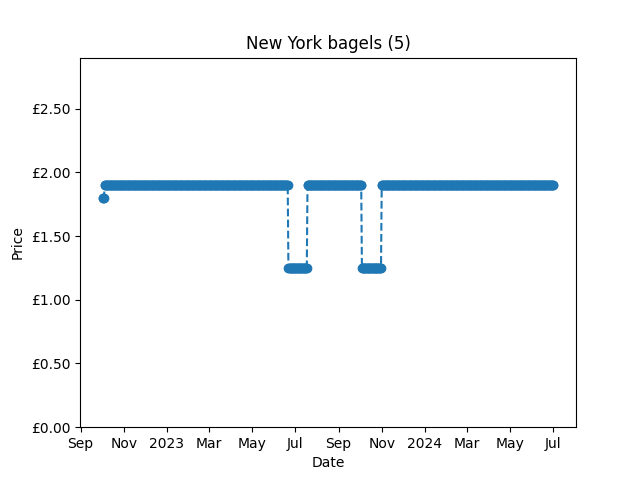 New York bagels (5)
£2.50
£2.00
£1.50
£1.00
£0.50
£0.00
Price
Sep Nov 2023 Mar May Jul Sep Nov 2024 Mar May Jul
Date